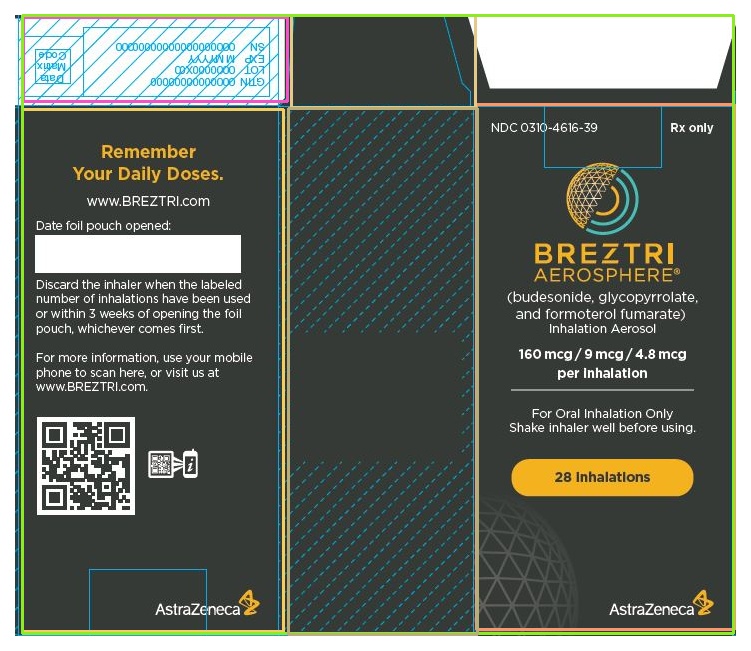 Data
Matrix
Code
GTIN
LOT
EXP M MYYYY
SN
Remember
Your Daily Doses.
www.BREZTRI.com
Date foil pouch opened:
Discard the inhaler when the labeled
number of inhalations have been used
or within 3 weeks of opening the foil
pouch, whichever comes first.
For more information, use your mobile
phone to scan here, or visit us at
www.BREZTRI.com.
i
AstraZeneca
NDC 0310-4616-39 Rx only
BREZTRI
AEROSPHERE®
(budesonide, glycopyrrolate,
and formoterol fumarate)
Inhalation Aerosol
160 mcg / 9 mcg / 4.8 mcg
per inhalation
For Oral Inhalation Only
Shake inhaler well before using.
28 Inhalations
AstraZeneca